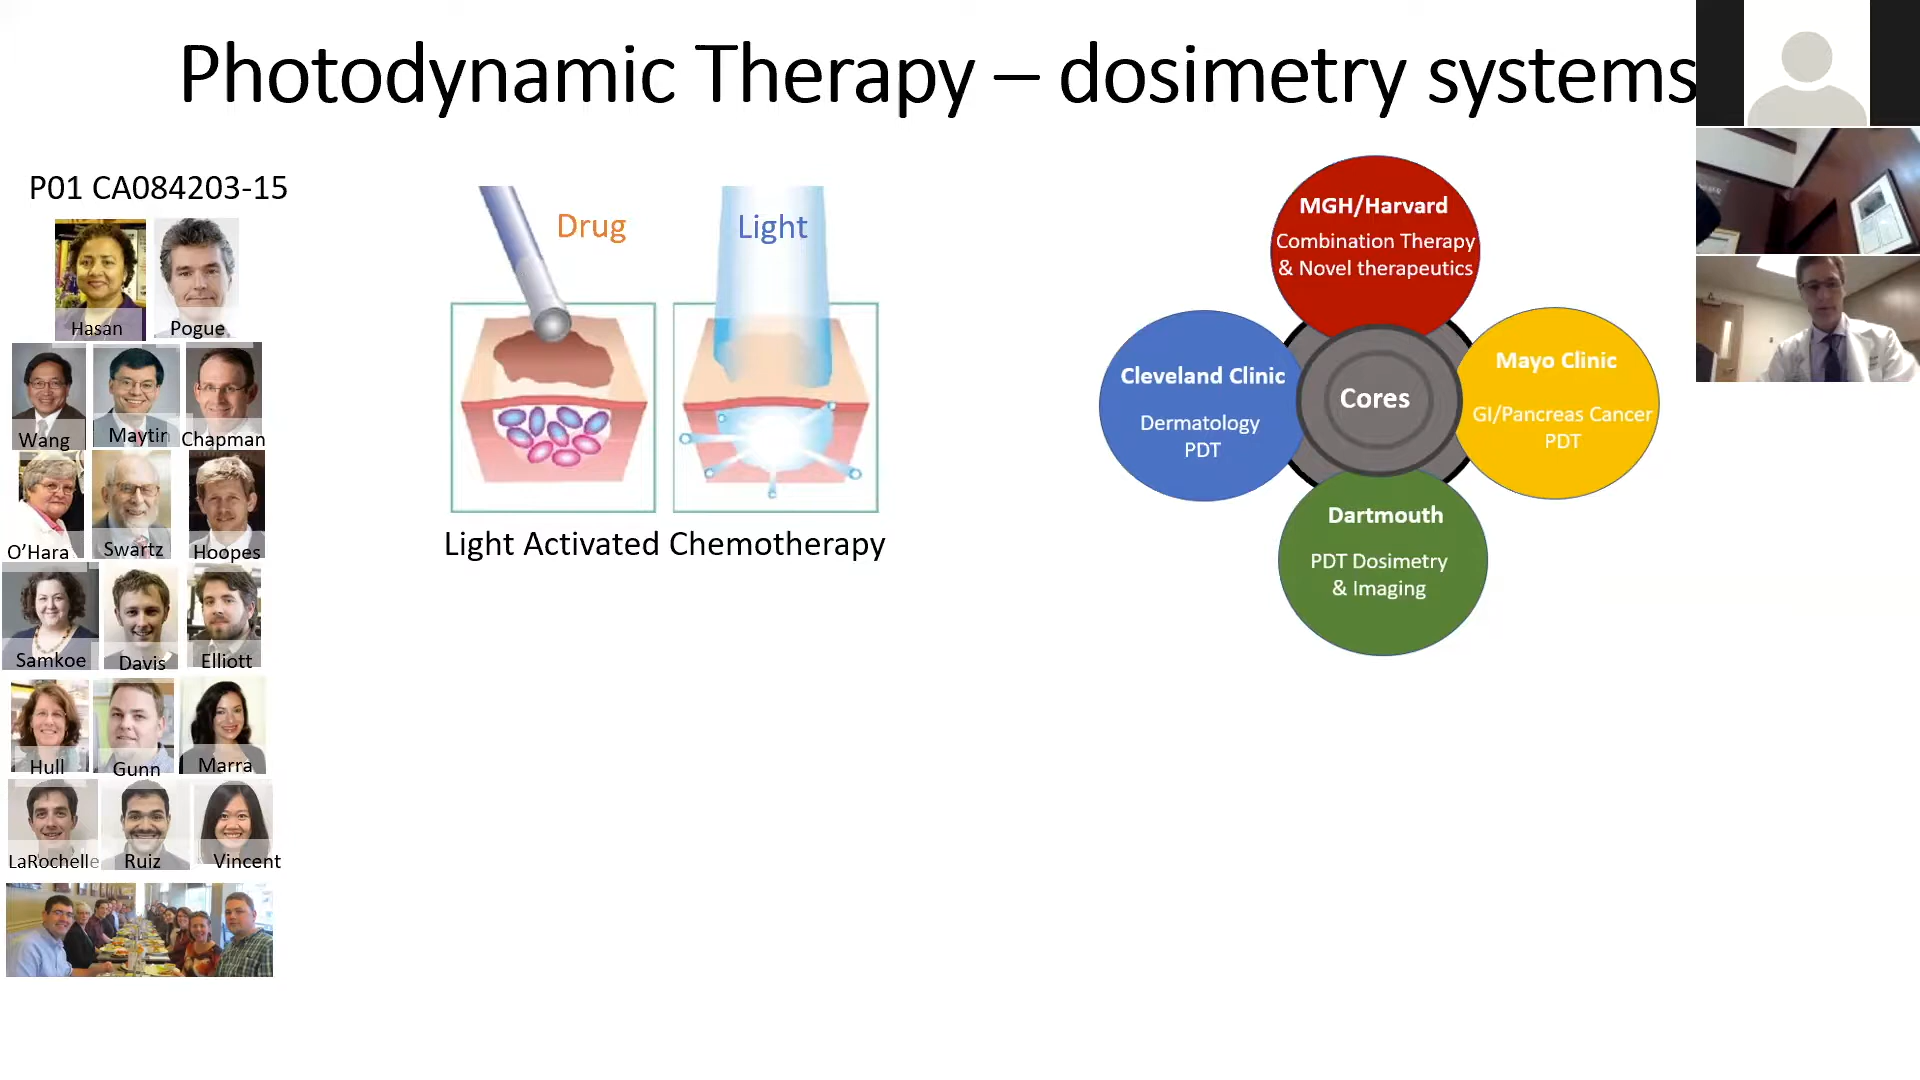 Photodynamic Therapy – dosimetry systems
P01 CA084203-15
Hasan
Pogue
Wang
Maytin
Chapman
O'Hara
Swartz
Hoopes
Samkoe
Davis
Elliott
Hull
Gunn
Marra
LaRochelle
Ruiz
Vincent
Drug
Light
Light Activated Chemotherapy
MGH/Harvard
Combination Therapy
& Novel therapeutics
Cleveland Clinic
Dermatology
PDT
Cores
Mayo Clinic
GI/Pancreas Cancer
PDT
Dartmouth
PDT Dosimetry
& Imaging